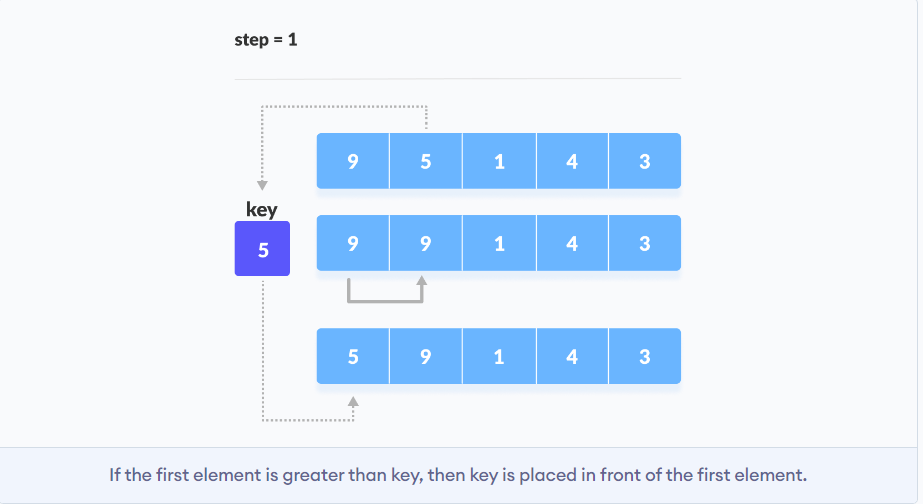 step = 1
9 5 1 4 3
key
5
9 9 1 4 3
5 9 1 4 3
If the first element is greater than key, then key is placed in front of the first element.